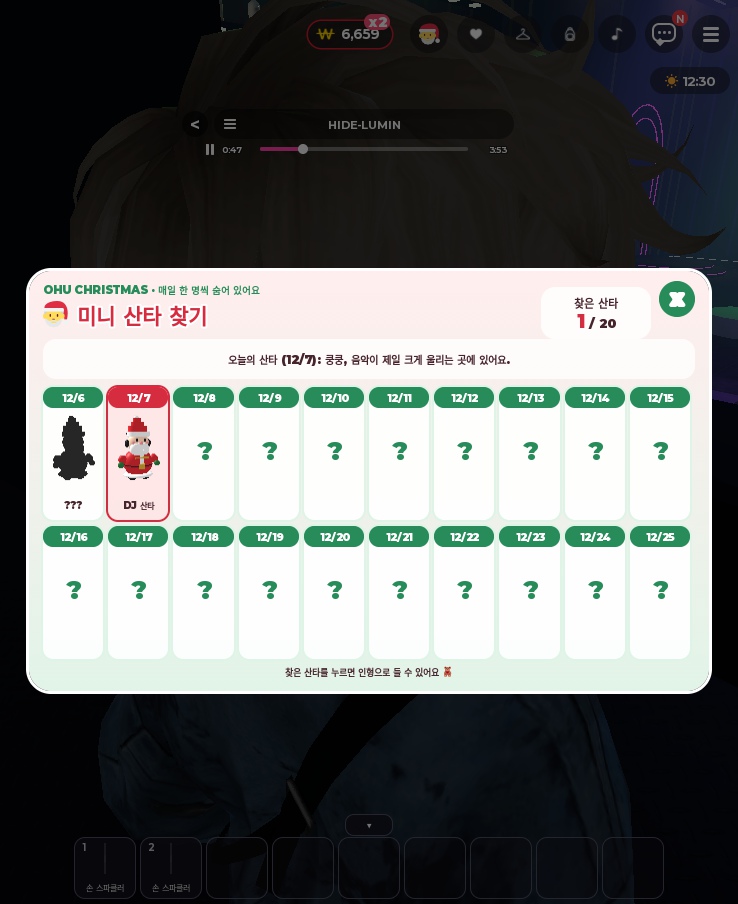 ₩ 6,659
x2
N
12:30
HIDE-LUMIN
0:47
3:53
OHU CHRISTMAS • 매일 한 명씩 숨어 있어요
미니 산타 찾기
찾은 산타
1 / 20
오늘의 산타 (12/7): 쿵쿵, 음악이 제일 크게 울리는 곳에 있어요.
12/6 12/7 12/8 12/9 12/10 12/11 12/12 12/13 12/14 12/15
? ? ? ? ? ? ? ?
??? DJ 산타
12/16 12/17 12/18 12/19 12/20 12/21 12/22 12/23 12/24 12/25
? ? ? ? ? ? ? ? ? ?
찾은 산타를 누르면 인형으로 들 수 있어요
1 2
손 스파클러 손 스파클러